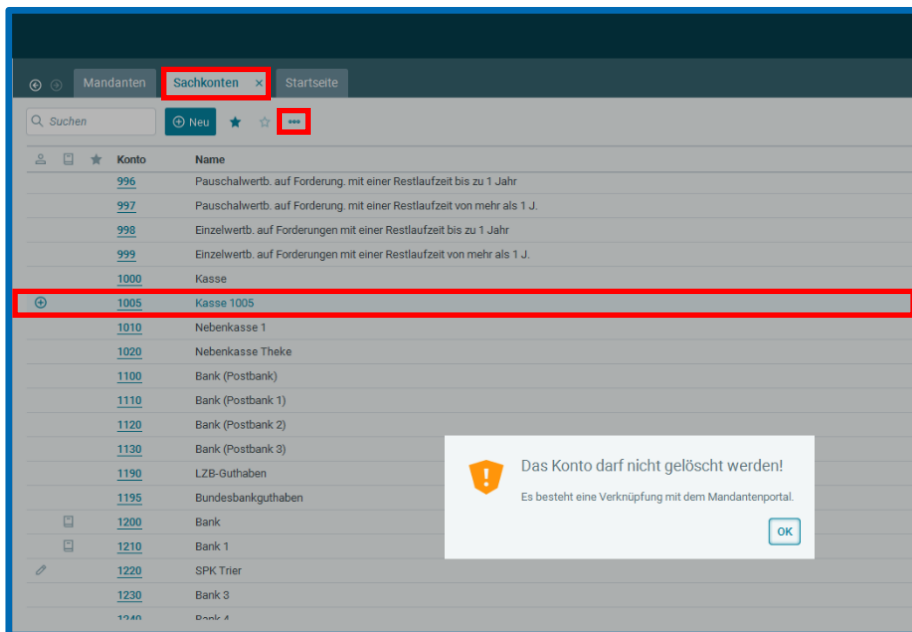 Mandanten Sachkonten × Startseite
Suchen Neu
Konto Name
996 Pauschalwertb. auf Forderung. mit einer Restlaufzeit bis zu 1 Jahr
997 Pauschalwertb. auf Forderung. mit einer Restlaufzeit von mehr als 1 J.
998 Einzelwertb. auf Forderungen mit einer Restlaufzeit bis zu 1 Jahr
999 Einzelwertb. auf Forderungen mit einer Restlaufzeit von mehr als 1 J.
1000 Kasse
1005 Kasse 1005
1010 Nebenkasse 1
1020 Nebenkasse Theke
1100 Bank (Postbank)
1110 Bank (Postbank 1)
1120 Bank (Postbank 2)
1130 Bank (Postbank 3)
1190 LZB-Guthaben
1195 Bundesbankguthaben
1200 Bank
1210 Bank 1
1220 SPK Trier
1230 Bank 3
1240 Bank 4
Das Konto darf nicht gelöscht werden!
Es besteht eine Verknüpfung mit dem Mandantenportal.
OK